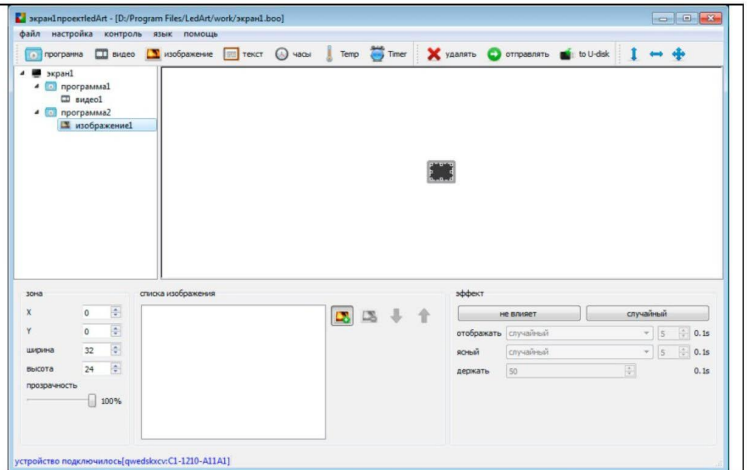 экран1проектledArt - [D:/Program Files/LedArt/work/экран1.boo]
файл настройка контроль язык помощь
программа видео изображение текст часы Temp Timer удалять отправлять to U-disk
экран1
программа1
видео1
программа2
изображение1
зона
X 0
Y 0
ширина 32
высота 24
прозрачность
100%
списка изображения
эффект
не влияет случайный
отображать случайный 5 0.1s
ясный случайный 5 0.1s
держать 50 0.1s
устройство подключилось[qwedskxcv:C1-1210-A11A1]